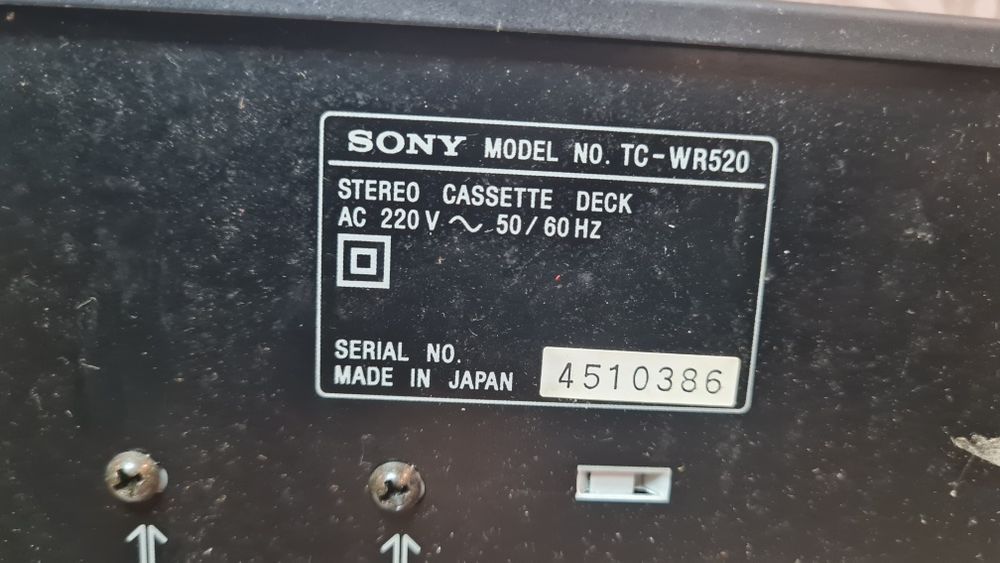 SONY MODEL NO. TC-WR520
STEREO CASSETTE DECK
AC 220 V ~ 50/60 HZ
SERIAL NO.
MADE IN JAPAN 4510386